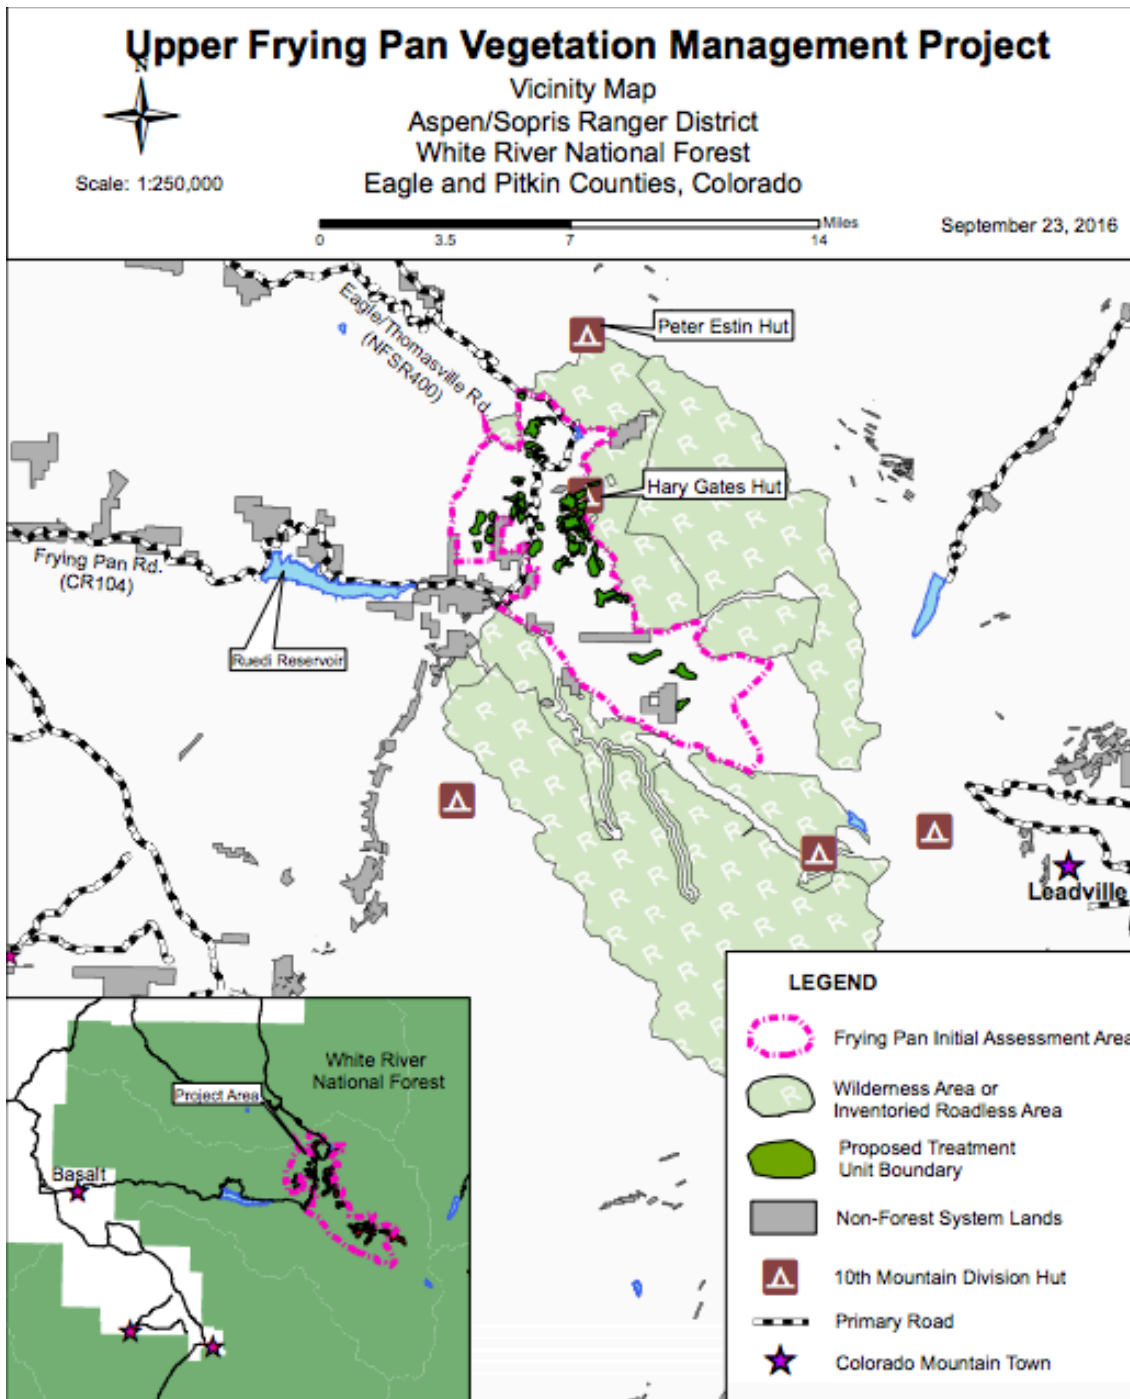 Upper Frying Pan Vegetation Management Project
N
Vicinity Map
Aspen/Sopris Ranger District
White River National Forest
Eagle and Pitkin Counties, Colorado
Scale: 1:250,000
Miles
0 3.5 7 14
September 23, 2016
Eagle/Thomasville Rd
(NFSR400)
Peter Estin Hut
Hary Gates Hut
Frying Pan Rd.
(CR104)
Ruedi Reservoir
Leadville
R R R R R R R R R R
White River
National Forest
Project Area
Basalt
LEGEND
Frying Pan Initial Assessment Area
R
Wilderness Area or
Inventoried Roadless Area
Proposed Treatment
Unit Boundary
Non-Forest System Lands
10th Mountain Division Hut
Primary Road
Colorado Mountain Town